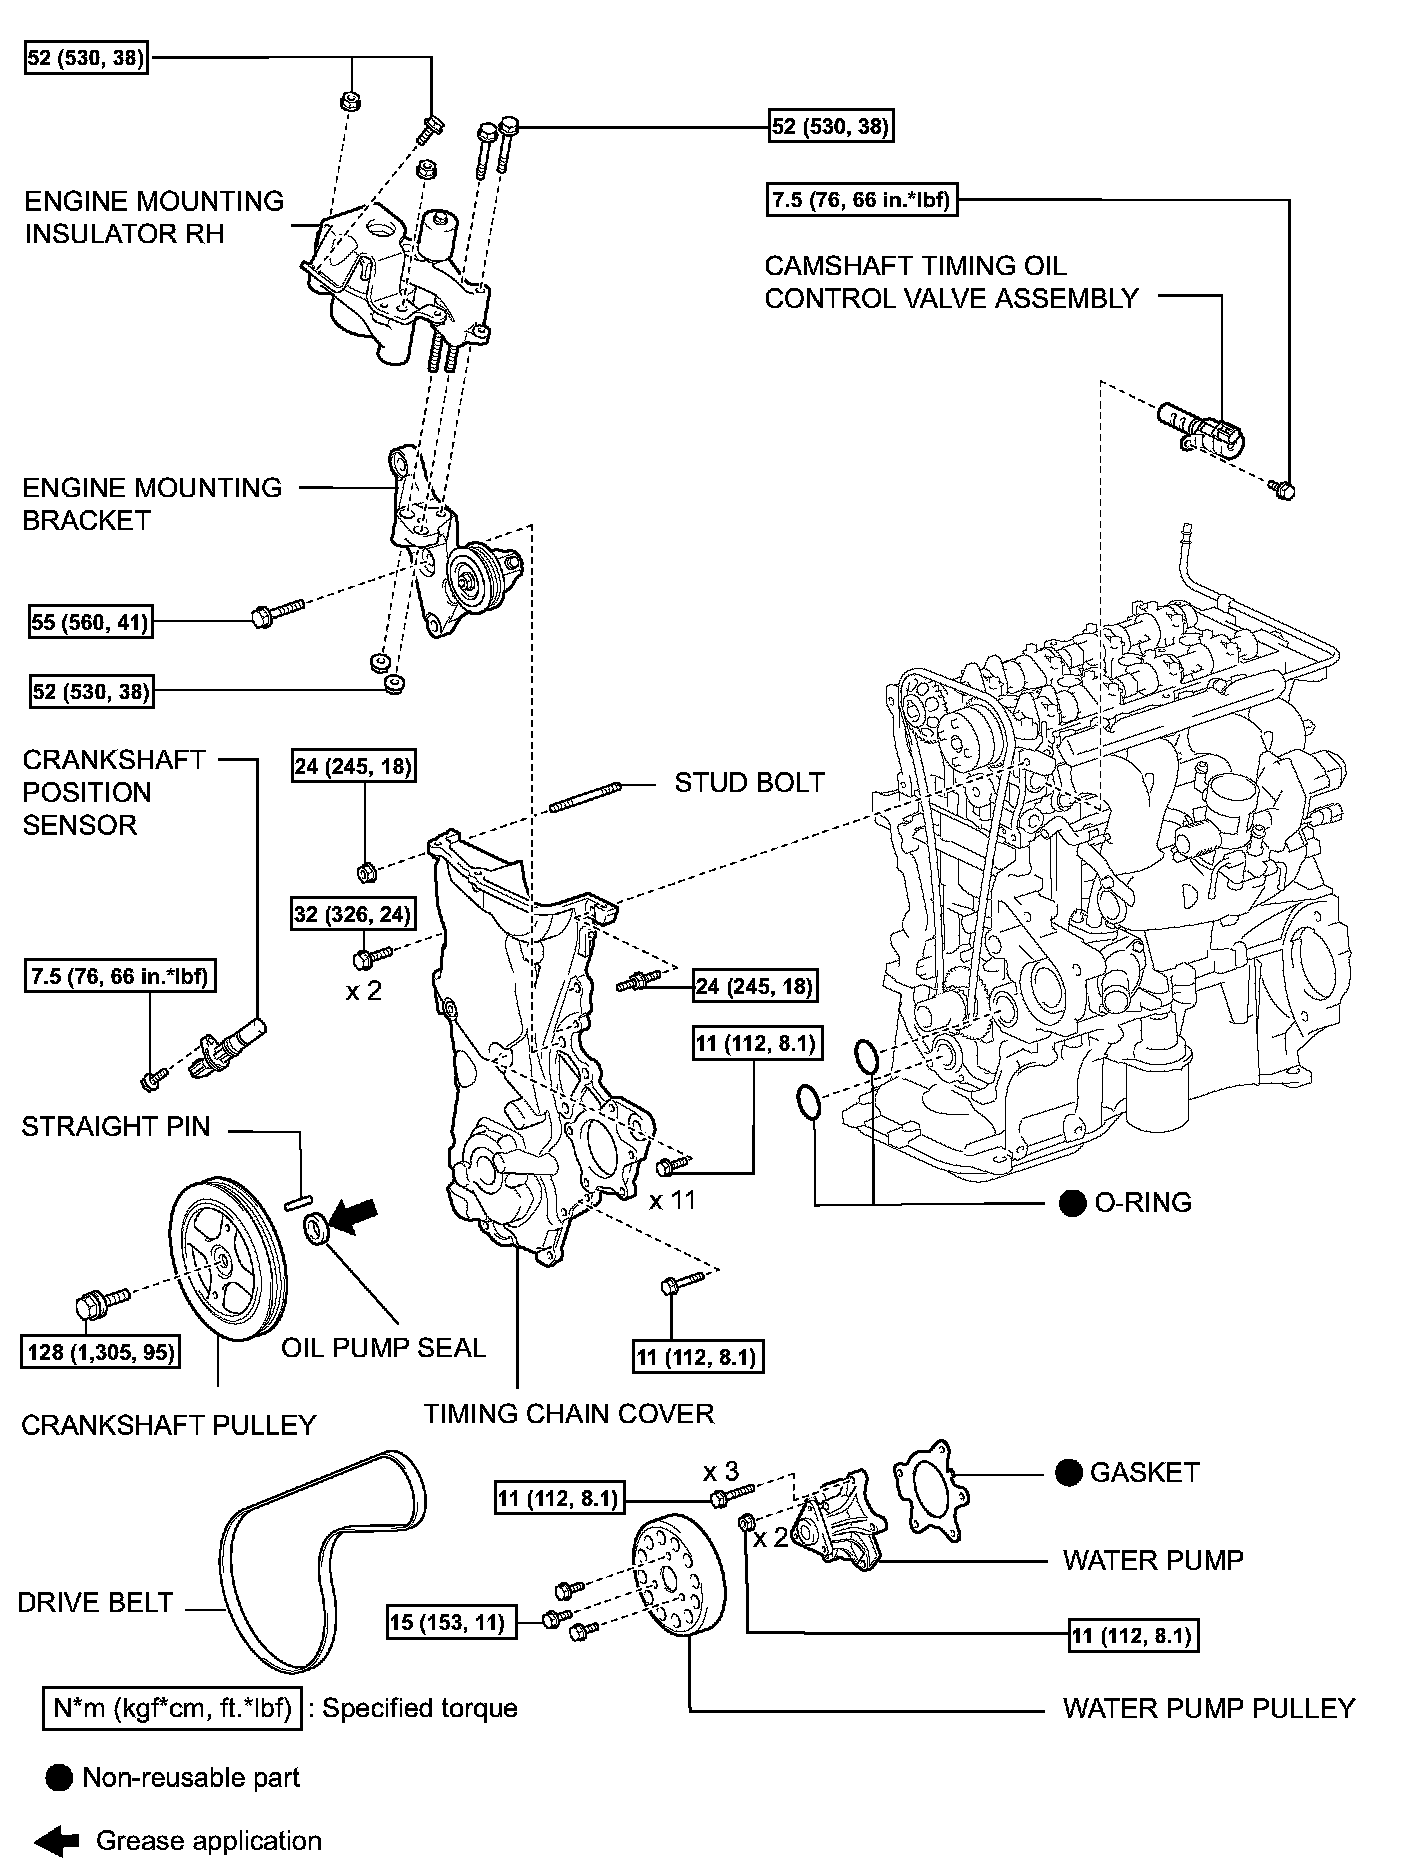 52 (530, 38)
52 (530, 38)
7.5 (76, 66 in.*lbf)
ENGINE MOUNTING
INSULATOR RH
CAMSHAFT TIMING OIL
CONTROL VALVE ASSEMBLY
ENGINE MOUNTING
BRACKET
55 (560, 41)
52 (530, 38)
CRANKSHAFT
POSITION
SENSOR
24 (245, 18)
STUD BOLT
32 (326, 24)
x 2
7.5 (76, 66 in.*lbf)
24 (245, 18)
11 (112, 8.1)
STRAIGHT PIN
x 11
O-RING
128 (1,305, 95)
OIL PUMP SEAL
11 (112, 8.1)
CRANKSHAFT PULLEY
TIMING CHAIN COVER
x 3
GASKET
11 (112, 8.1)
x 2
WATER PUMP
DRIVE BELT
15 (153, 11)
11 (112, 8.1)
N*m (kgf*cm, ft.*lbf) : Specified torque
WATER PUMP PULLEY
Non-reusable part
Grease application